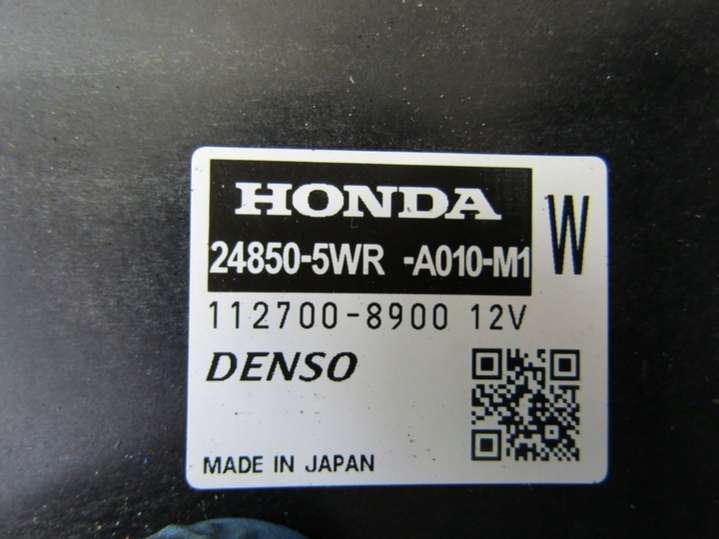 HONDA
24850-5WR -A010-M1
W
112700-8900 12V
DENSO
MADE IN JAPAN